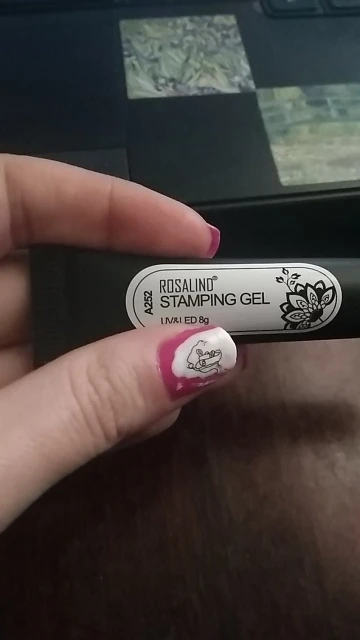 A252
ROSALIND®
STAMPING GEL
UV&LED 8g